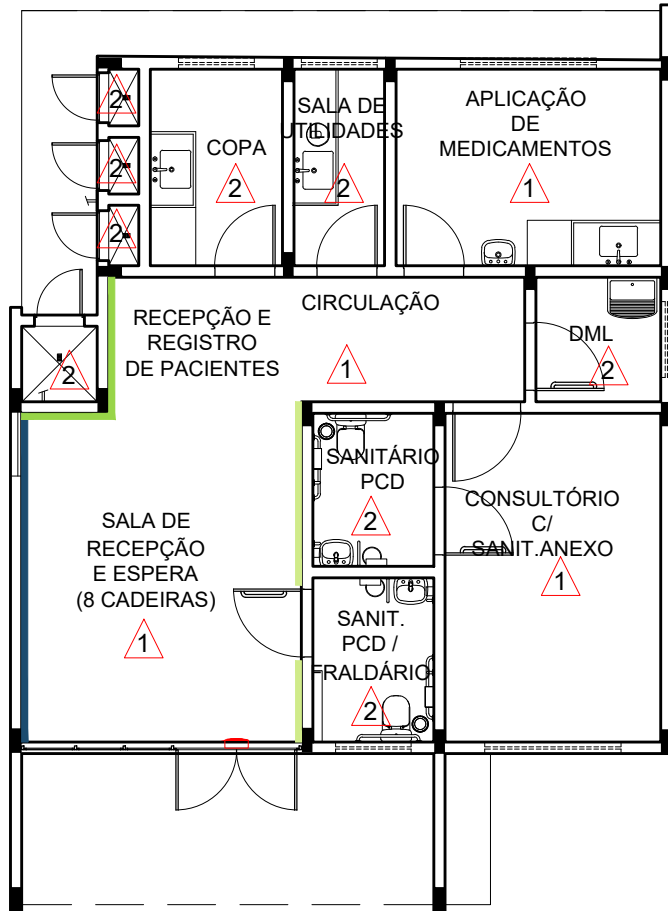 2
2
2
2
COPA
2
SALA DE
UTILIDADES
2
APLICAÇÃO
DE
MEDICAMENTOS
1
RECEPÇÃO E
REGISTRO
DE PACIENTES
CIRCULAÇÃO
1
DML
2
SANITÁRIO
PCD
2
CONSULTÓRIO
C/
SANIT.ANEXO
1
SALA DE
RECEPÇÃO
E ESPERA
(8 CADEIRAS)
1
SANIT.
PCD /
FRALDÁRIO
2